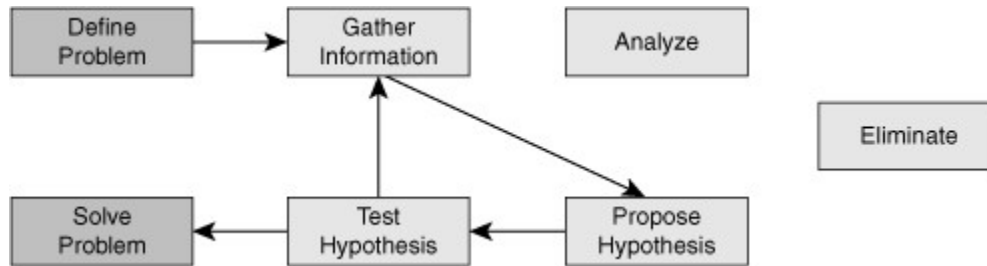 Define
Problem
Gather
Information
Analyze
Eliminate
Solve
Problem
Test
Hypothesis
Propose
Hypothesis